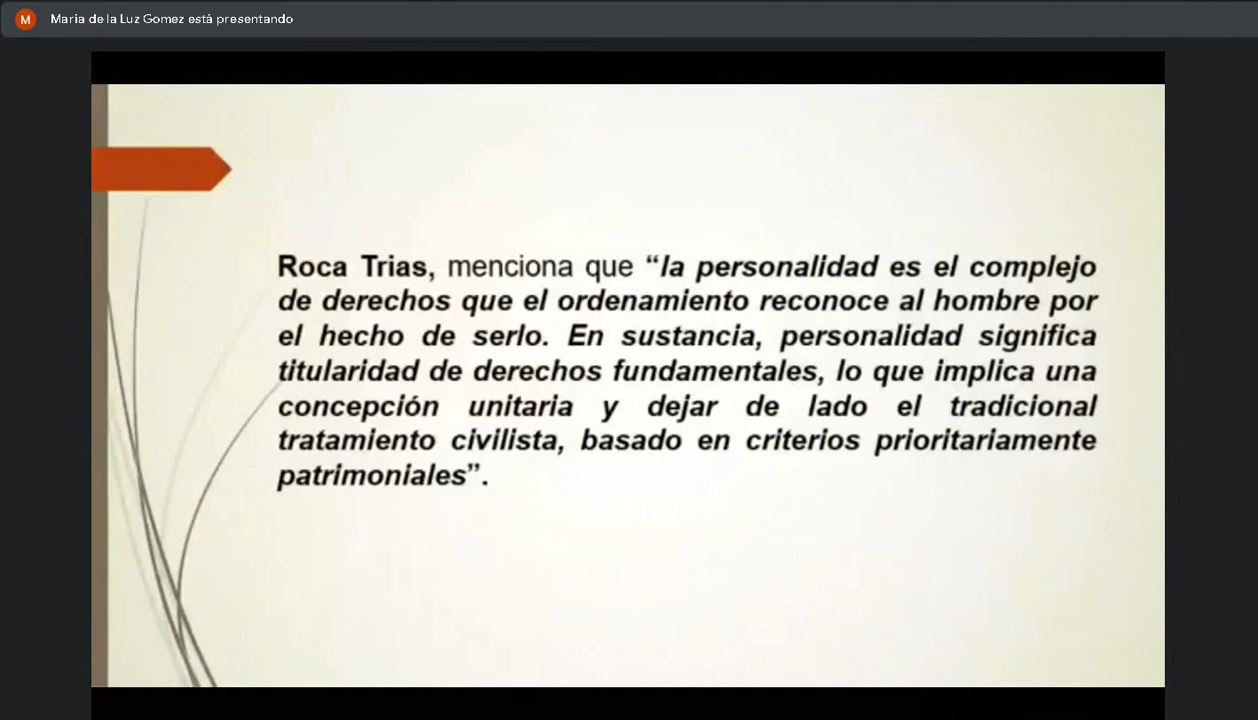 M Maria de la Luz Gomez está presentando
Roca Trias, menciona que “la personalidad es el complejo
de derechos que el ordenamiento reconoce al hombre por
el hecho de serlo. En sustancia, personalidad significa
titularidad de derechos fundamentales, lo que implica una
concepción unitaria y dejar de lado el tradicional
tratamiento civilista, basado en criterios prioritariamente
patrimoniales”.